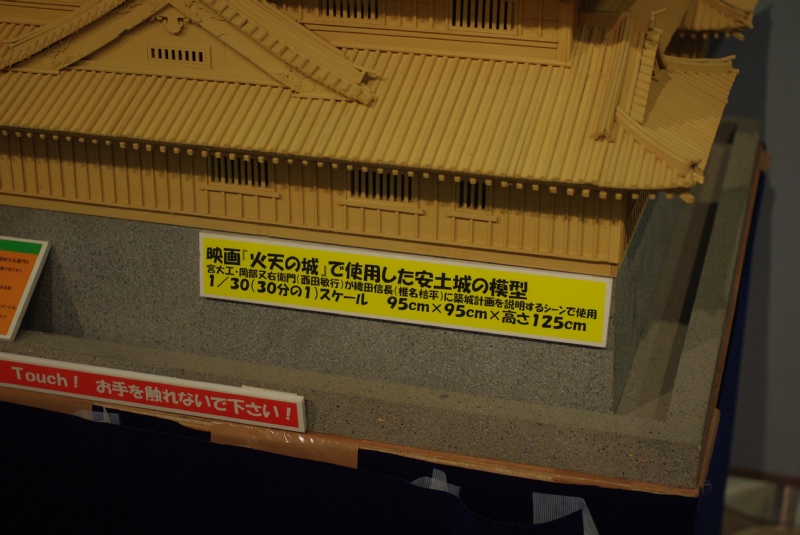 映画『火天の城』で使用した安土城の模型
宮大工・岡部又右衛門(西田敏行)が織田信長(椎名桔平)に築城計画を説明するシーンで使用
1/30(30分の1)スケール　95cm×95cm×高さ125cm
Touch! お手を触れないで下さい!